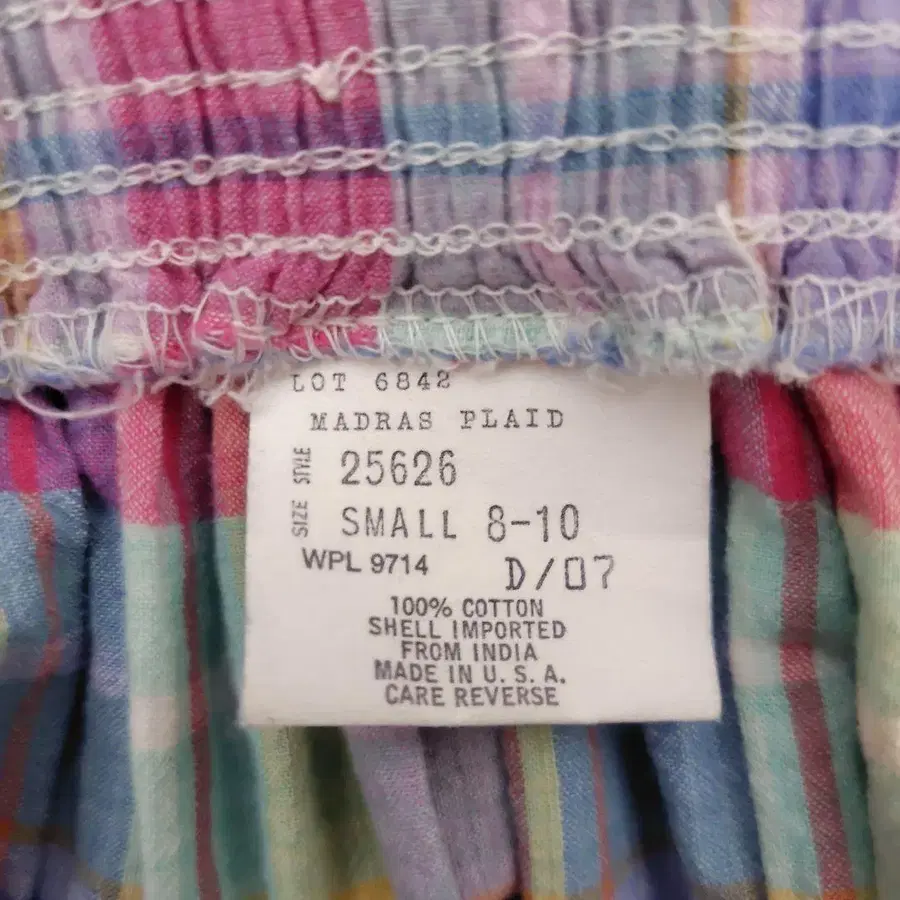 LOT 6842
MADRAS PLAID
STYLE 25626
SIZE SMALL 8-10
WPL 9714 D/07
100% COTTON
SHELL IMPORTED
FROM INDIA
MADE IN U. S. A.
CARE REVERSE